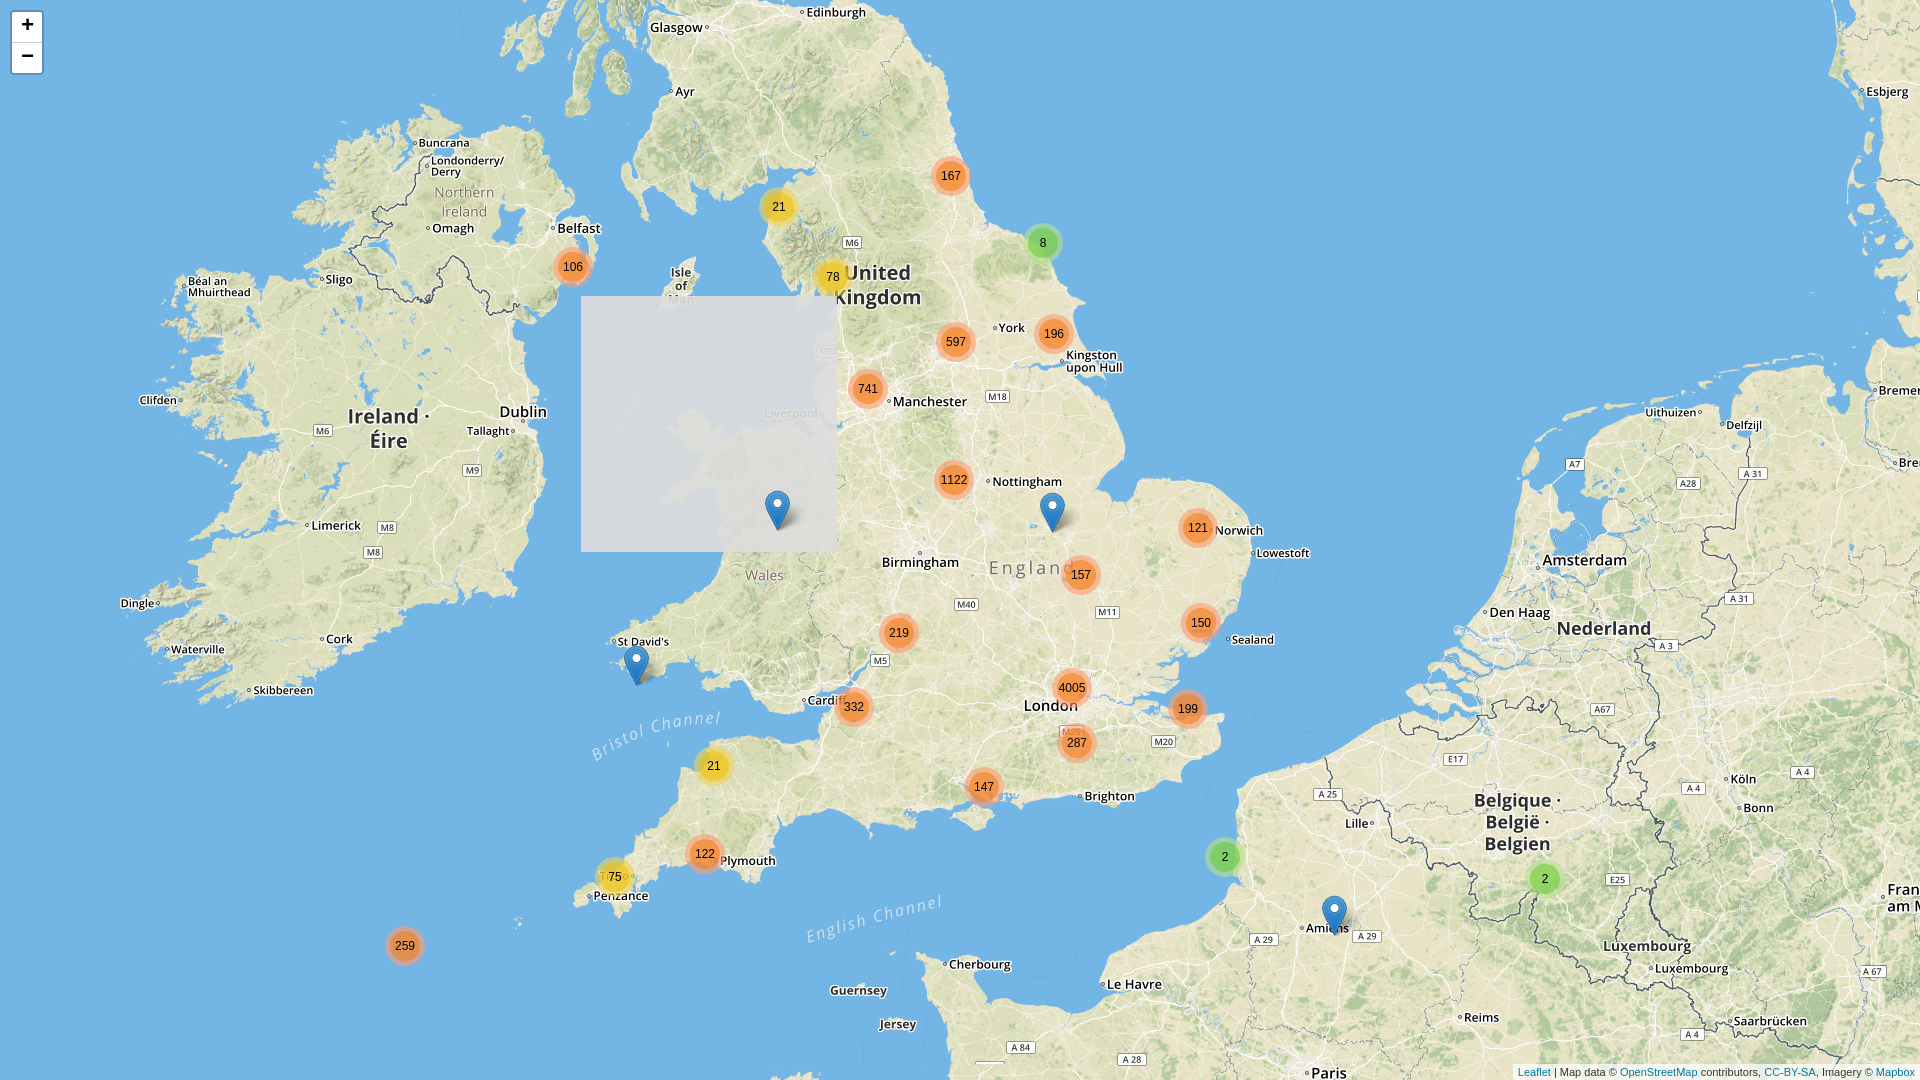 +
−
Edinburgh
Glasgow
Ayr
Esbjerg
Buncrana
Londonderry/
Derry
167
Northern
Ireland
21
Omagh
Belfast
M6
8
106
Isle
of
78
United
Kingdom
Sligo
Béal an
Mhuirthead
York
196
597
Kingston
upon Hull
741
Manchester
M18
Clifden
Ireland ·
Éire
Dublin
Tallaght
M6
Liverpool
Uithuizen
Delfzijl
Bremer
M9
A7
A 31
Bre
1122
Nottingham
A28
Limerick
M8
M8
121
Norwich
Lowestoft
Birmingham
England
157
Amsterdam
Wales
Dingle
M40
M11
Den Haag
A 31
150
219
Nederland
Cork
Waterville
St David's
Sealand
A 3
M5
Skibbereen
4005
Cardiff
332
London
199
A67
Bristol Channel
M25
287
M20
E17
21
147
Brighton
A 25
Köln
A 4
A 4
Bonn
Belgique ·
België ·
Belgien
Lille
122
Plymouth
2
75
Penzance
2
E25
Fran
am M
English Channel
259
Amiens
A 29
A 29
Luxembourg
Luxembourg
Cherbourg
A 67
Le Havre
Guernsey
Jersey
Reims
Saarbrücken
A 4
A 84
A 28
Paris
Leaflet | Map data © OpenStreetMap contributors, CC-BY-SA, Imagery © Mapbox